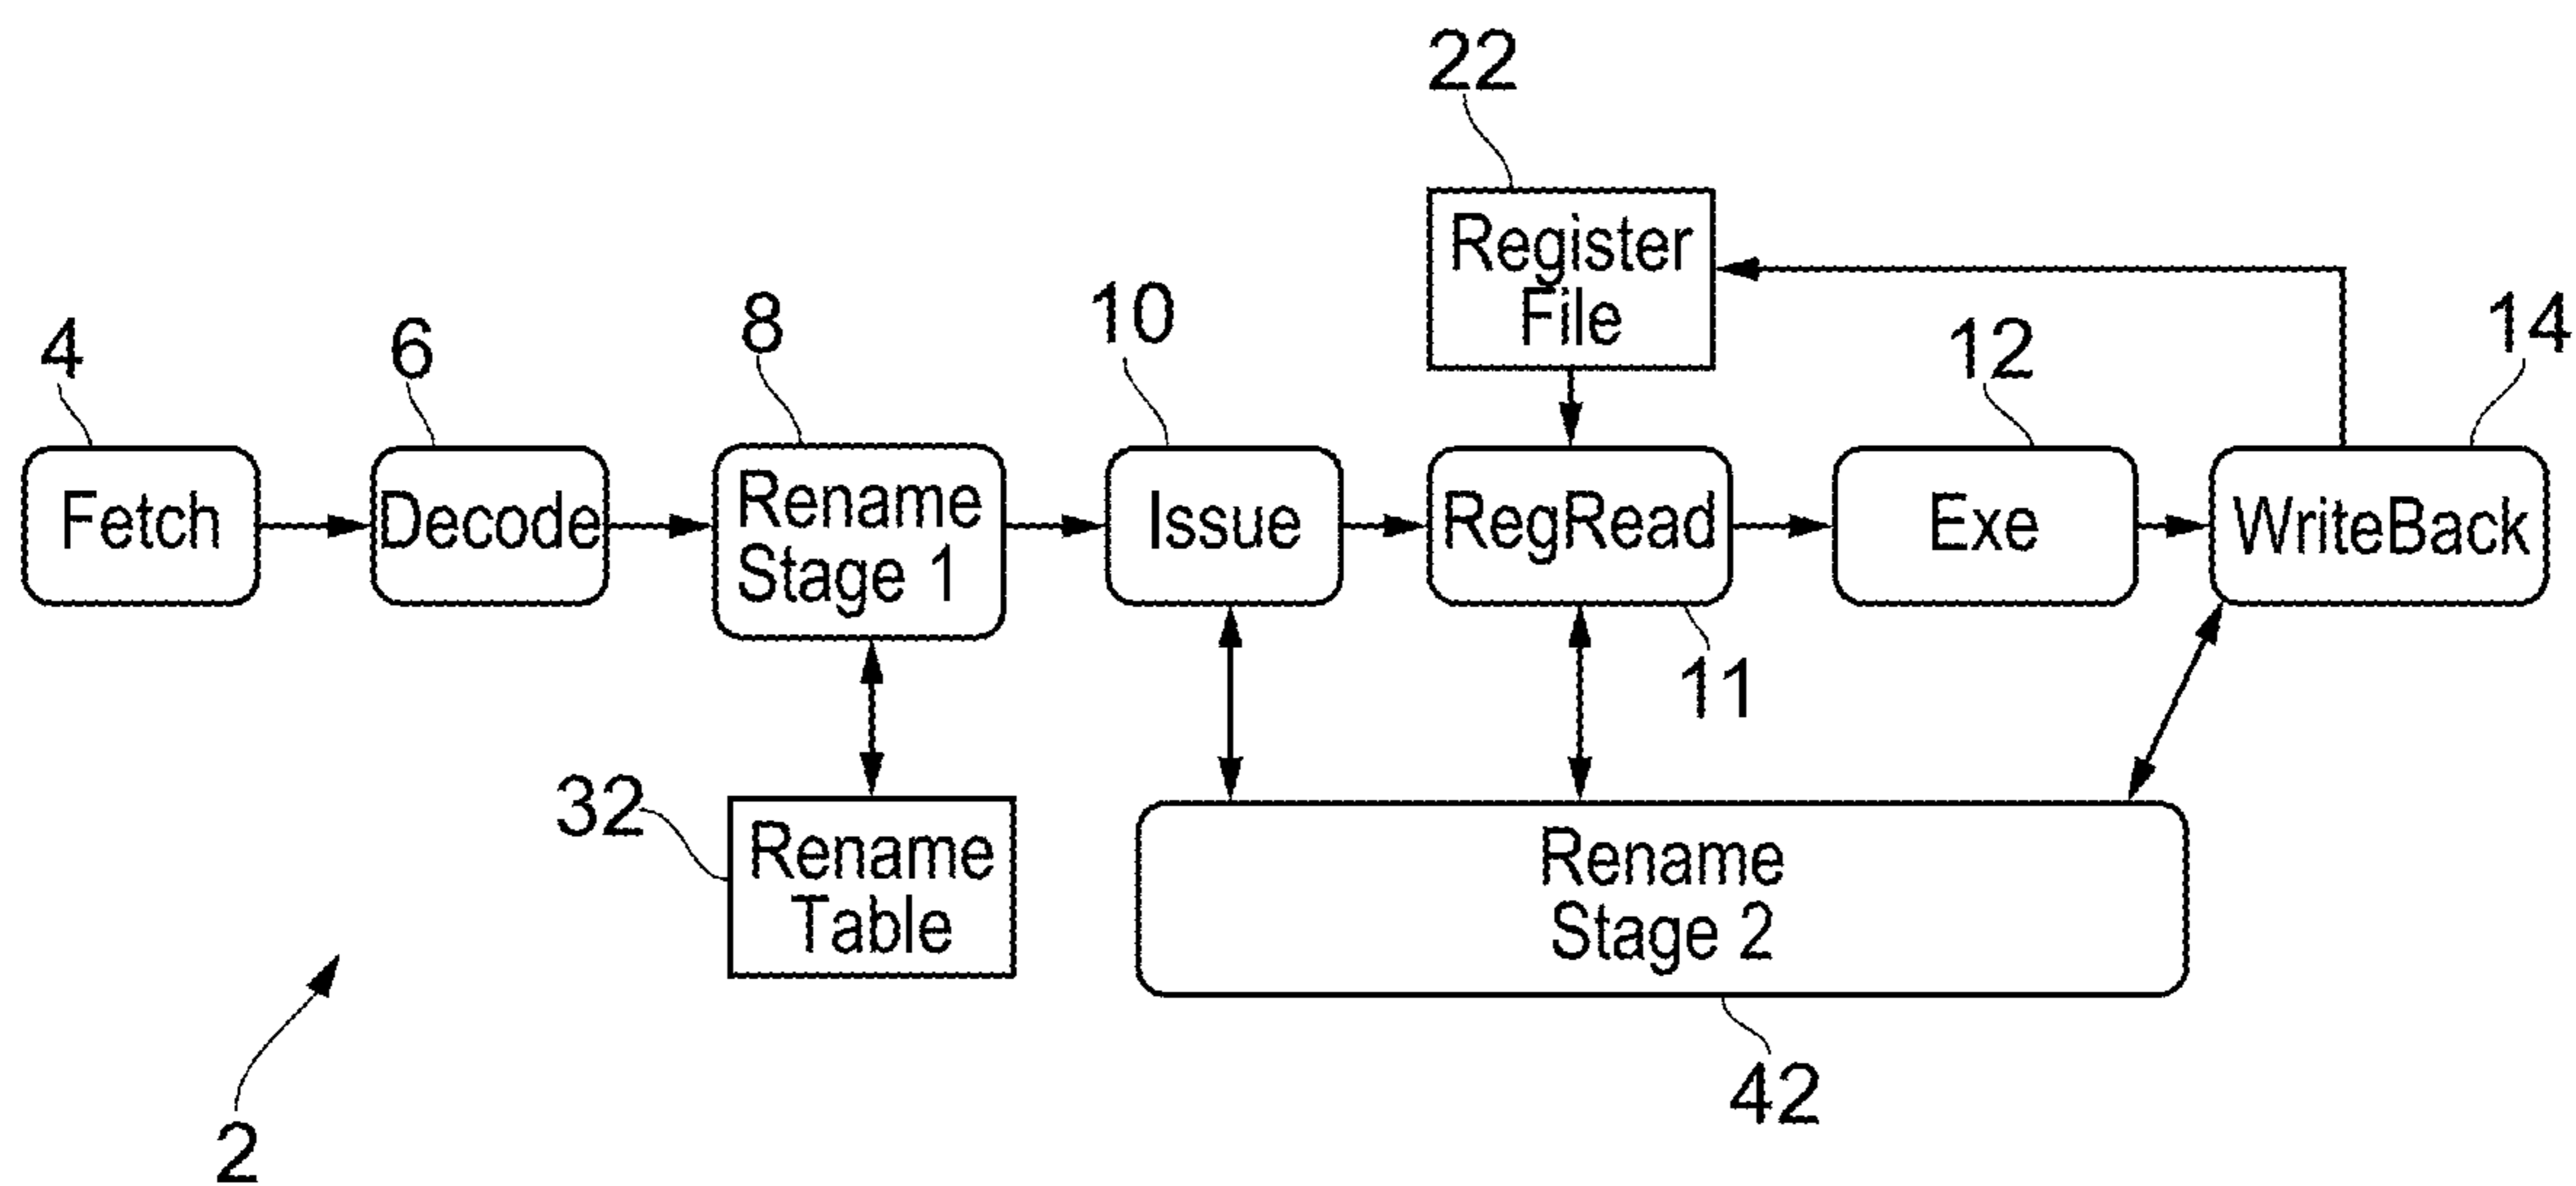 22
Register
File
4
6
8
10
12
14
Fetch
Decode
Rename
Stage 1
Issue
RegRead
Exe
WriteBack
11
32
Rename
Table
Rename
Stage 2
42
2